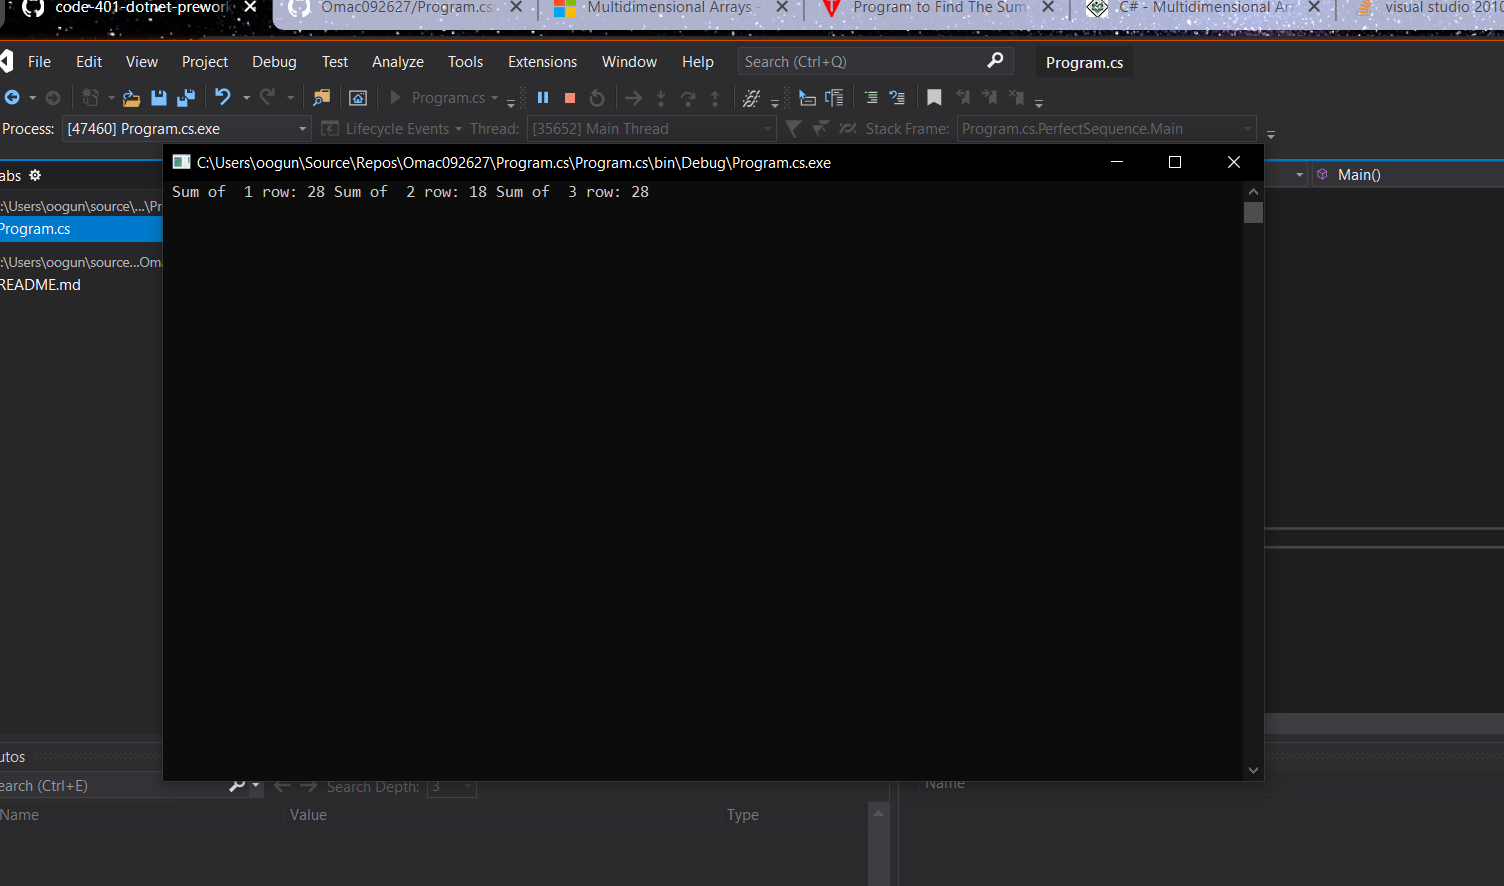 code-401-dotnet-prework
Omac092627/Program.cs:
Multidimensional Arrays -
Program to Find The Sum
C# - Multidimensional Arr
visual studio 2010
File Edit View Project Debug Test Analyze Tools Extensions Window Help Search (Ctrl+Q) Program.cs
Program.cs
Process: [47460] Program.cs.exe Lifecycle Events Thread: [35652] Main Thread Stack Frame: Program.cs.PerfectSequence.Main
C:\Users\oogun\Source\Repos\Omac092627\Program.cs\Program.cs\bin\Debug\Program.cs.exe
abs Main()
Sum of  1 row: 28 Sum of  2 row: 18 Sum of  3 row: 28
:\Users\oogun\source\...\Pr
Program.cs
:\Users\oogun\source...Oma
README.md
utos
earch (Ctrl+E) Search Depth: 3 Name
Name Value Type